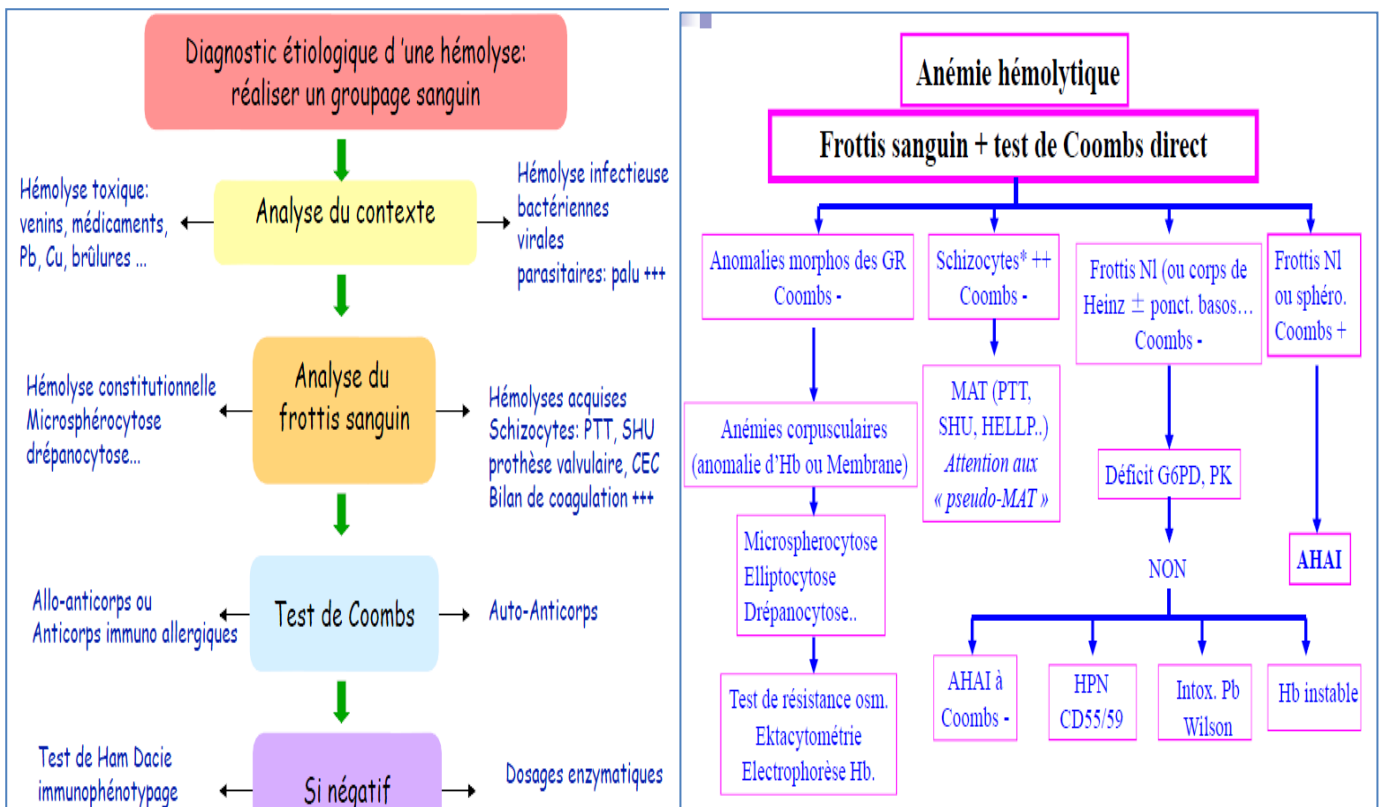 Diagnostic étiologique d 'une hémolyse:
réaliser un groupage sanguin
Hémolyse toxique:
venins, médicaments,
Pb, Cu, brûlures ...
Analyse du contexte
Hémolyse infectieuse
bactériennes
virales
parasitaires: palu +++
Hémolyse constitutionnelle
Microsphérocytose
drépanocytose...
Analyse du
frottis sanguin
Hémolyses acquises
Schizocytes: PTT, SHU
prothèse valvulaire, CEC
Bilan de coagulation +++
Allo-anticorps ou
Anticorps immuno allergiques
Test de Coombs
Auto-Anticorps
Test de Ham Dacie
immunophénotypage
Si négatif
Dosages enzymatiques
Anémie hémolytique
Frottis sanguin + test de Coombs direct
Anomalies morphos des GR
Coombs -
Schizocytes* ++
Coombs -
Frottis Nl (ou corps de
Heinz ± ponct. basos…
Coombs -
Frottis Nl
ou sphéro.
Coombs +
Anémies corpusculaires
(anomalie d'Hb ou Membrane)
MAT (PTT,
SHU, HELLP..)
Attention aux
« pseudo-MAT »
Déficit G6PD, PK
AHAI
Microspherocytose
Elliptocytose
Drépanocytose..
NON
Test de résistance osm.
Ektacytométrie
Electrophorèse Hb.
AHAI à
Coombs -
HPN
CD55/59
Intox. Pb
Wilson
Hb instable